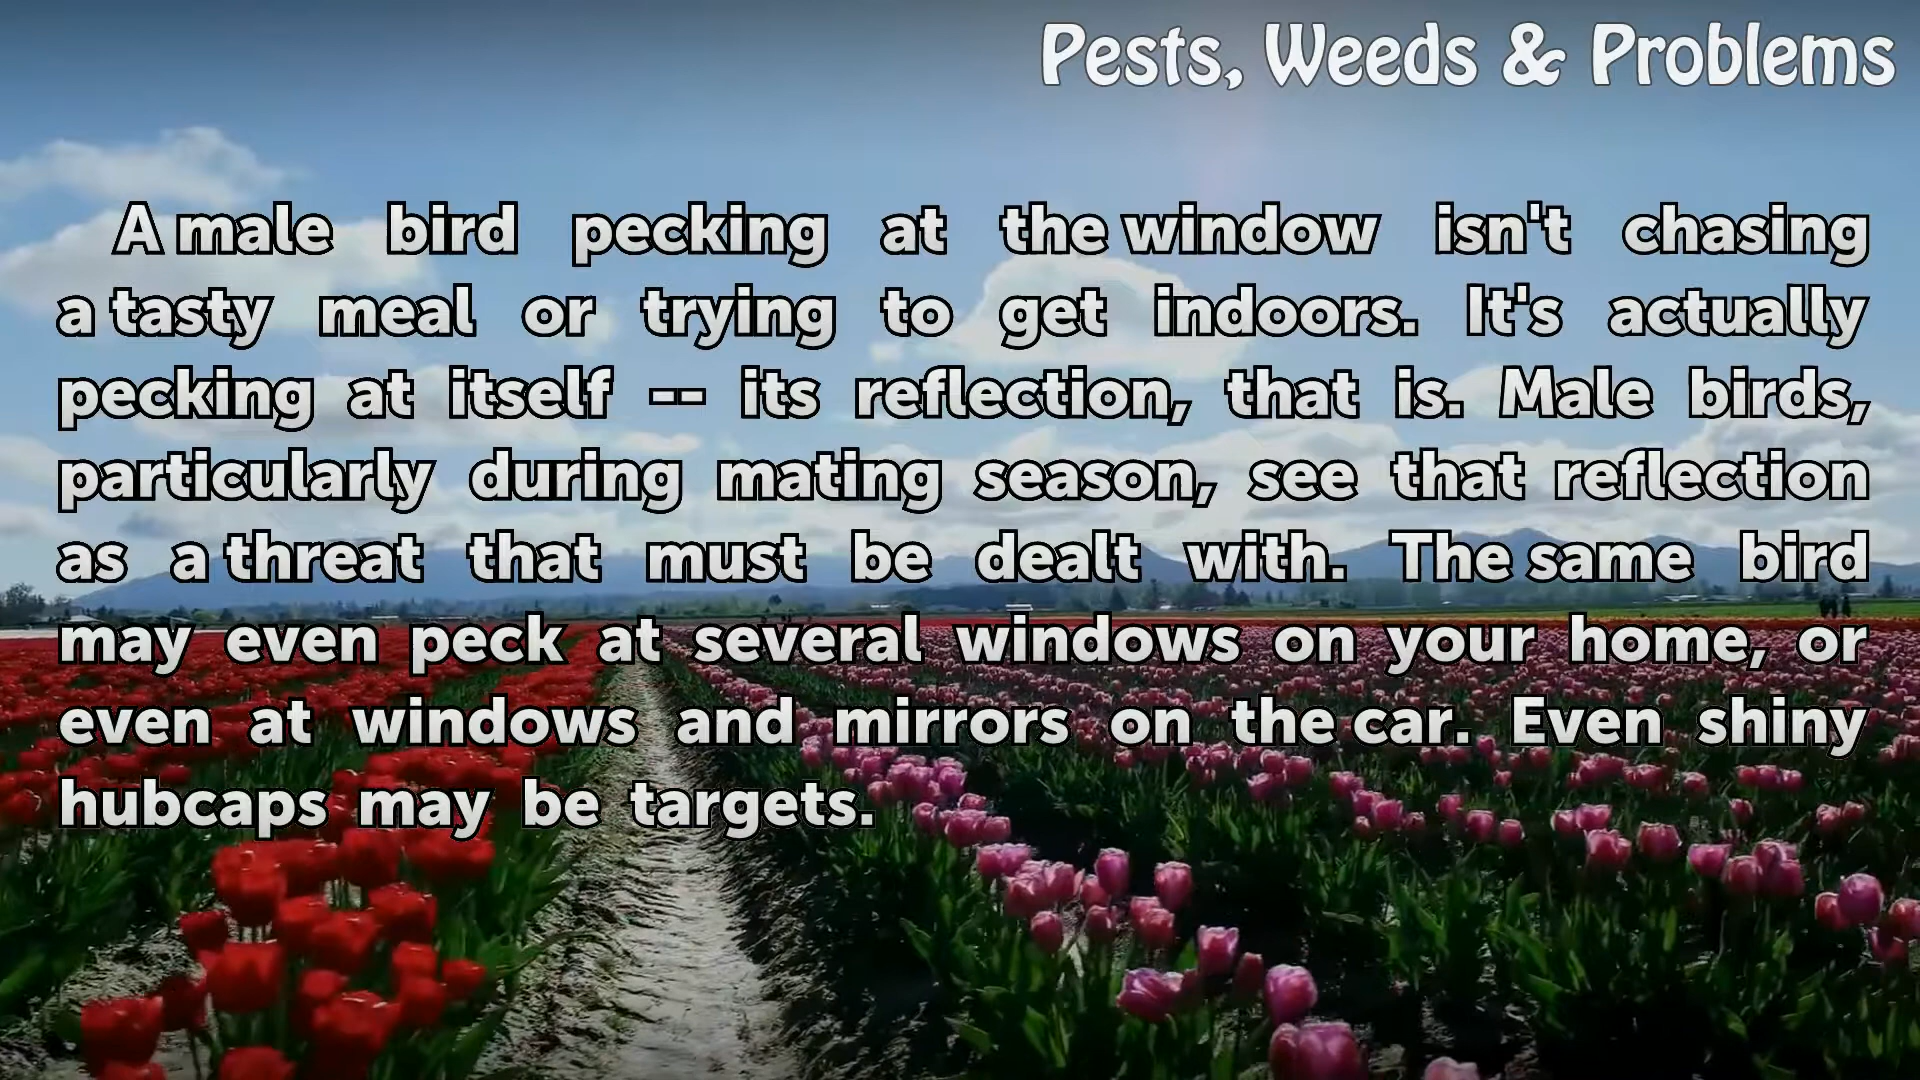 Pests, Weeds & Problems
A male bird pecking at the window isn't chasing
a tasty meal or trying to get indoors. It's actually
pecking at itself -- its reflection, that is. Male birds,
particularly during mating season, see that reflection
as a threat that must be dealt with. The same bird
may even peck at several windows on your home, or
even at windows and mirrors on the car. Even shiny
hubcaps may be targets.